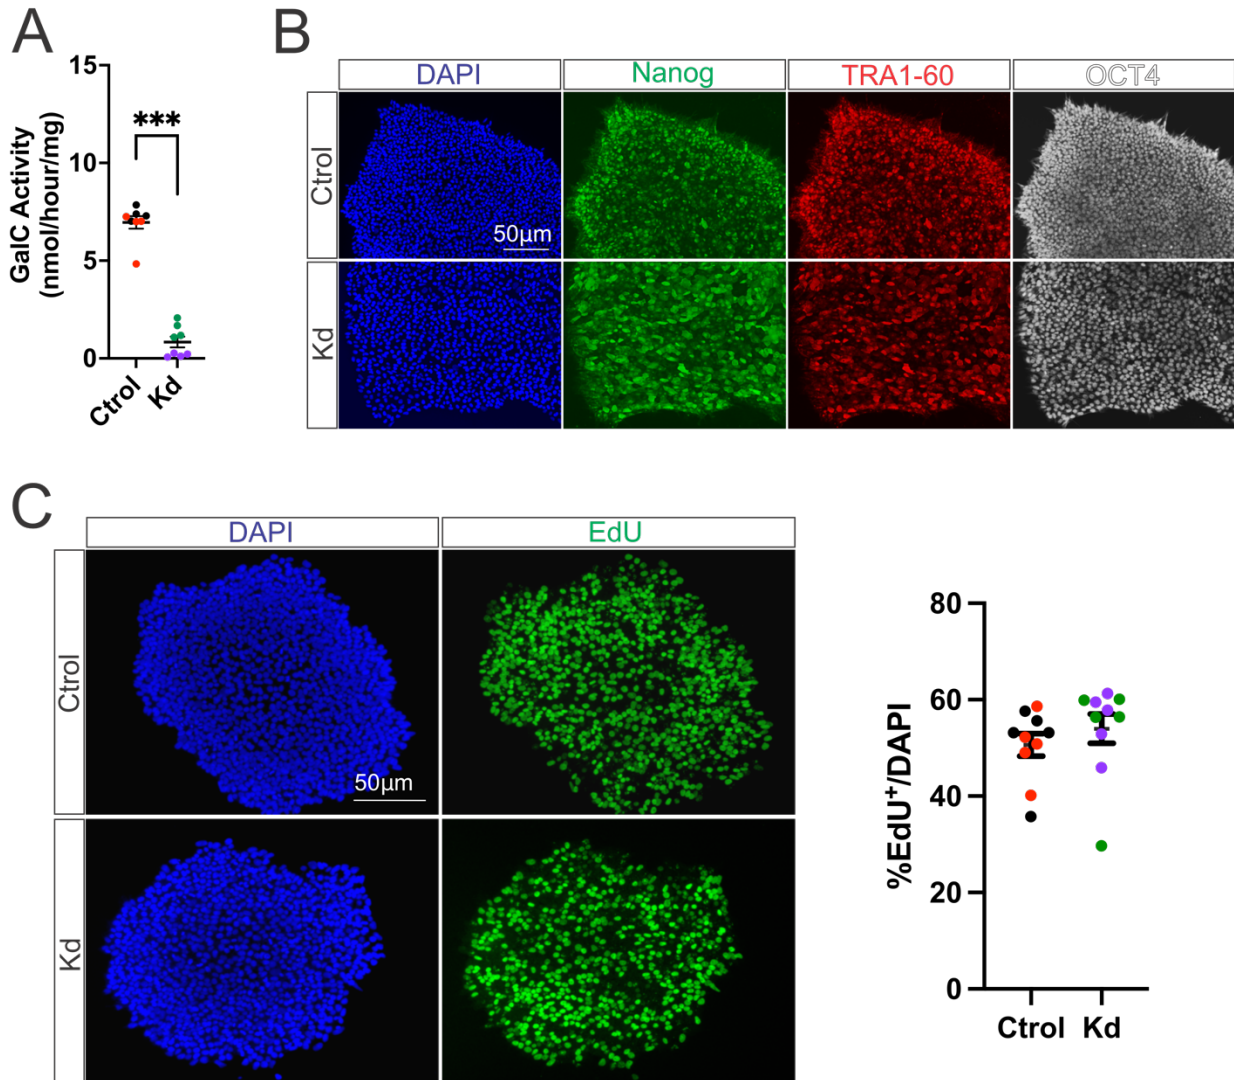 A
15
10
5
0
GalC Activity
(nmol/hour/mg)
***
Ctrol
Kd
B
DAPI
Nanog
TRA1-60
OCT4
Ctrol
50µm
Kd
C
DAPI
EdU
Ctrol
50µm
Kd
80
60
40
20
0
%EdU⁺/DAPI
Ctrol
Kd